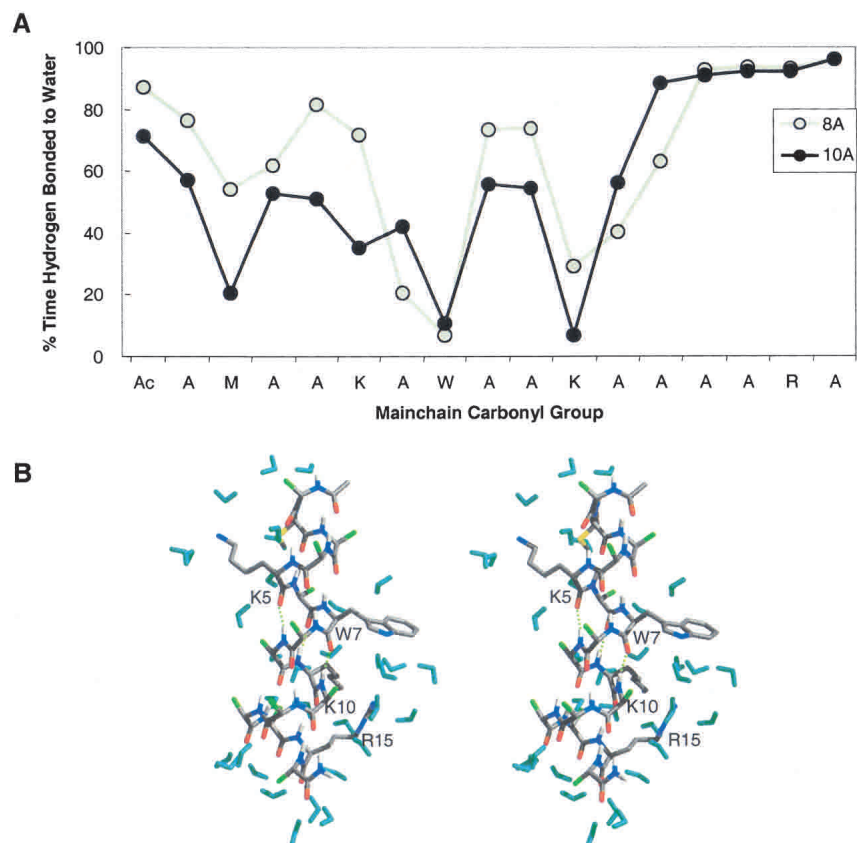 A
% Time Hydrogen Bonded to Water
100
80
60
40
20
0
8A
10A
Ac A M A A K A W A A K A A A A R A
Mainchain Carbonyl Group
B
K5 K5
W7 W7
K10 K10
R15 R15